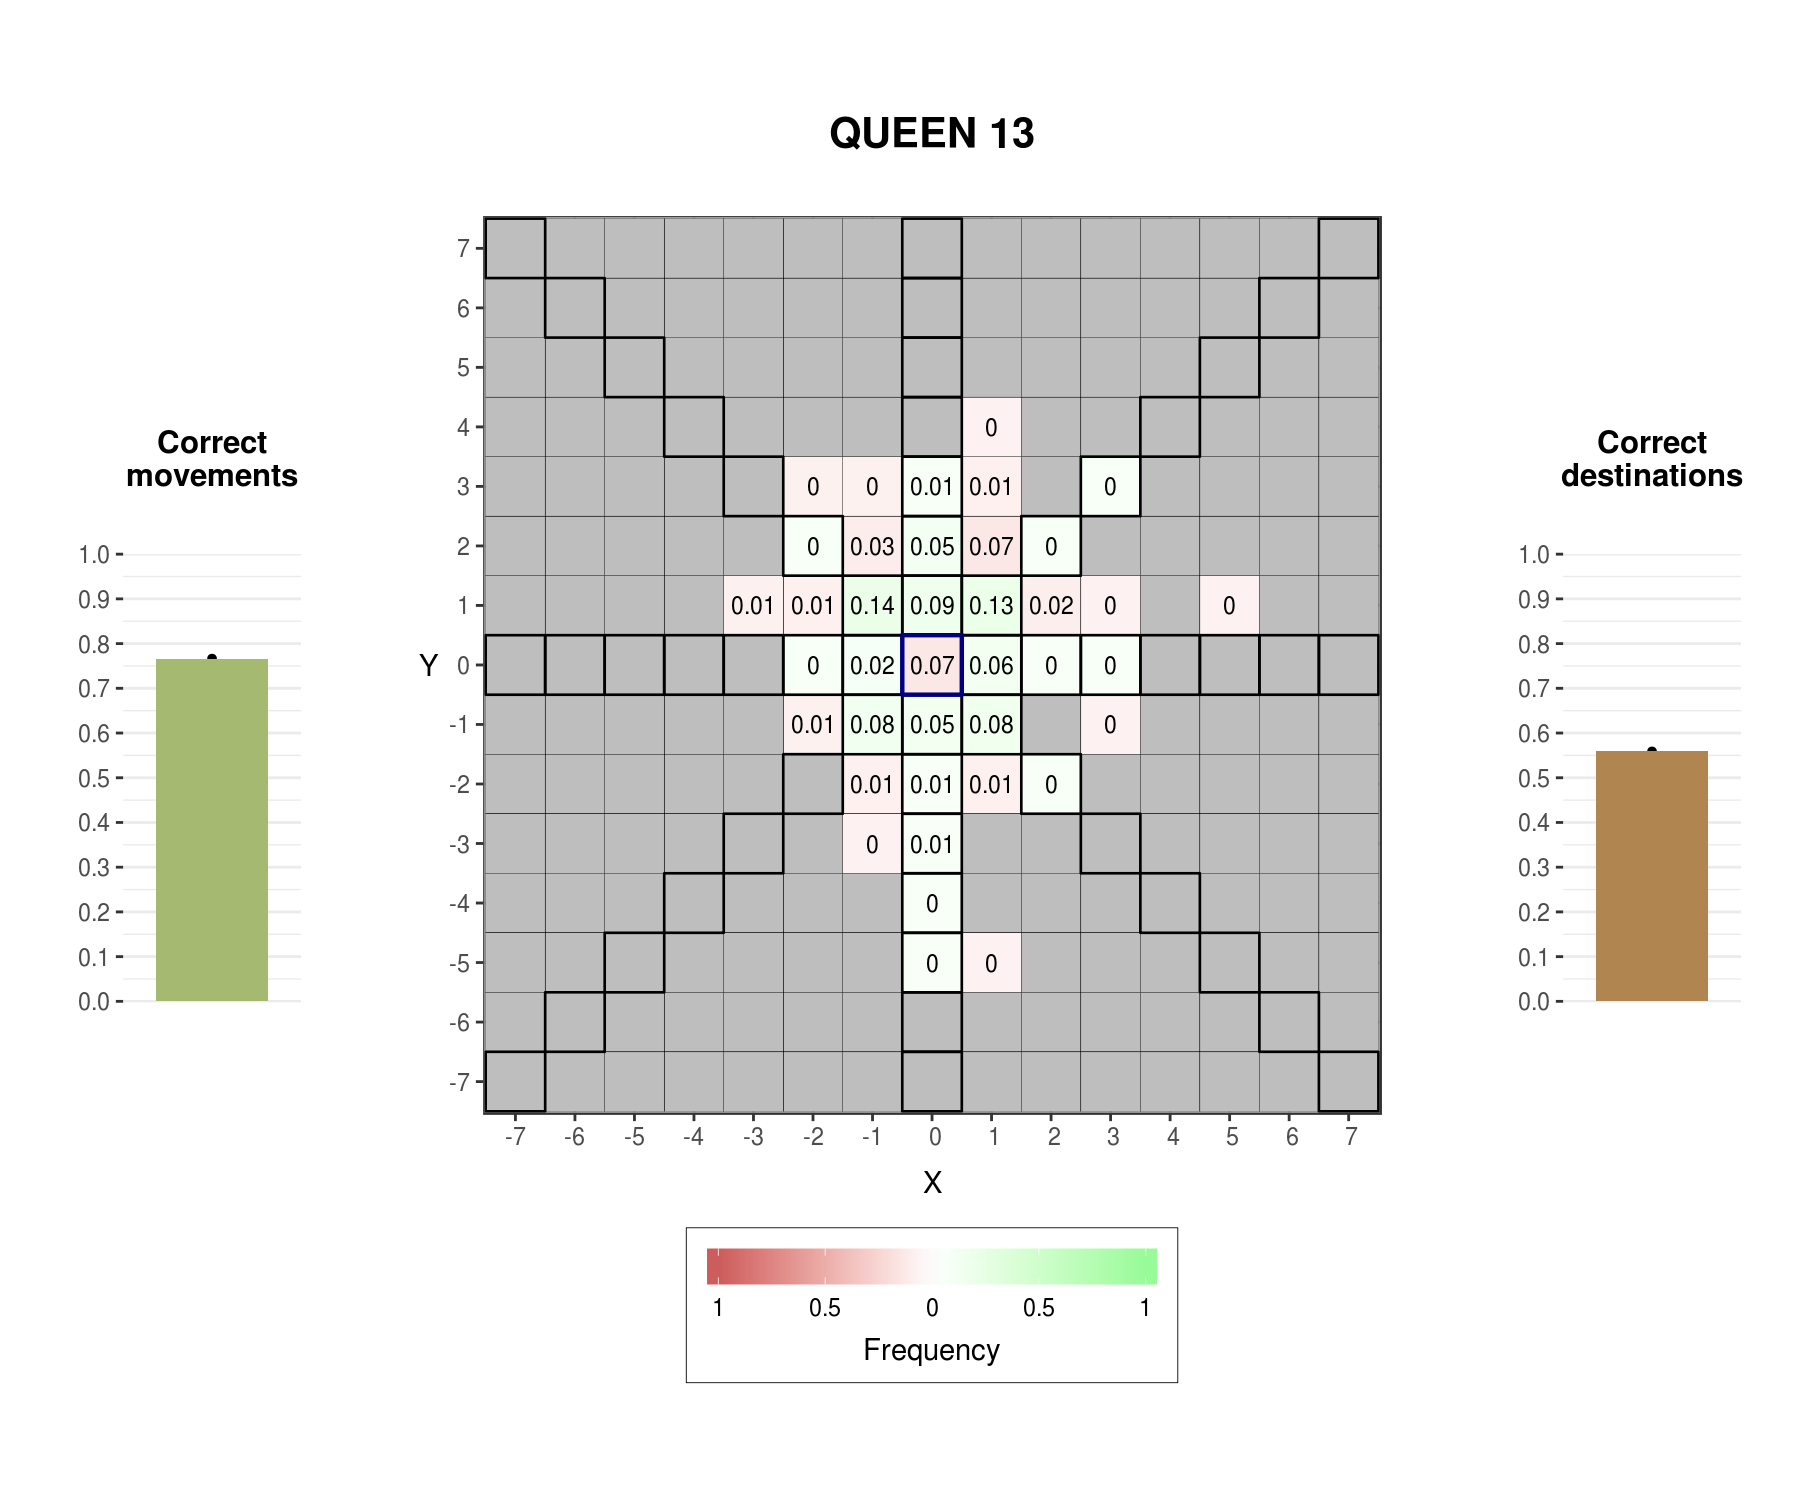 QUEEN 13
Correct
movements
1.0
0.9
0.8
0.7
0.6
0.5
0.4
0.3
0.2
0.1
0.0
Y
7
6
5
4 0
3 0 0 0.01 0.01 0
2 0 0.03 0.05 0.07 0
1 0.01 0.01 0.14 0.09 0.13 0.02 0 0
0 0 0.02 0.07 0.06 0 0
-1 0.01 0.08 0.05 0.08 0
-2 0.01 0.01 0.01 0
-3 0 0.01
-4 0
-5 0 0
-6
-7
-7 -6 -5 -4 -3 -2 -1 0 1 2 3 4 5 6 7
X
1 0.5 0 0.5 1
Frequency
Correct
destinations
1.0
0.9
0.8
0.7
0.6
0.5
0.4
0.3
0.2
0.1
0.0